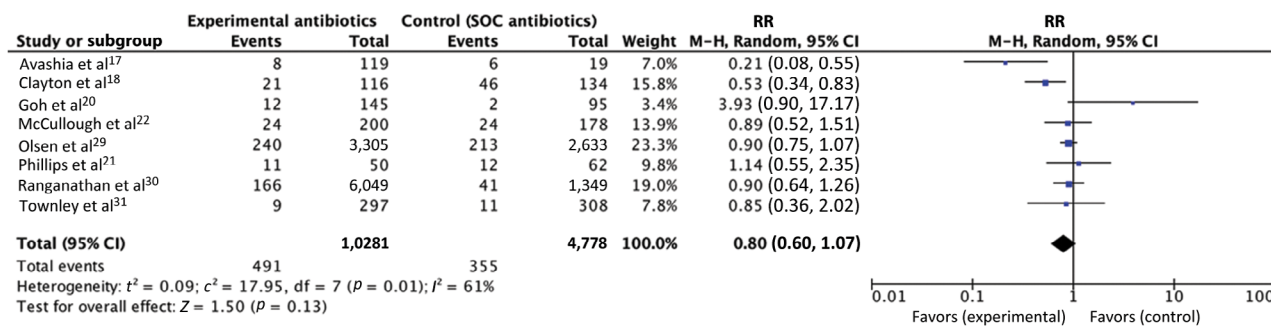 Experimental antibiotics Control (SOC antibiotics) RR RR
Study or subgroup Events Total Events Total Weight M–H, Random, 95% CI M–H, Random, 95% CI
Avashia et al17 8 119 6 19 7.0% 0.21 (0.08, 0.55)
Clayton et al18 21 116 46 134 15.8% 0.53 (0.34, 0.83)
Goh et al20 12 145 2 95 3.4% 3.93 (0.90, 17.17)
McCullough et al22 24 200 24 178 13.9% 0.89 (0.52, 1.51)
Olsen et al29 240 3,305 213 2,633 23.3% 0.90 (0.75, 1.07)
Phillips et al21 11 50 12 62 9.8% 1.14 (0.55, 2.35)
Ranganathan et al30 166 6,049 41 1,349 19.0% 0.90 (0.64, 1.26)
Townley et al31 9 297 11 308 7.8% 0.85 (0.36, 2.02)
Total (95% CI) 1,0281 4,778 100.0% 0.80 (0.60, 1.07)
Total events 491 355
Heterogeneity: t² = 0.09; c² = 17.95, df = 7 (p = 0.01); I² = 61%
Test for overall effect: Z = 1.50 (p = 0.13)
0.01 0.1 1 10 100
Favors (experimental) Favors (control)